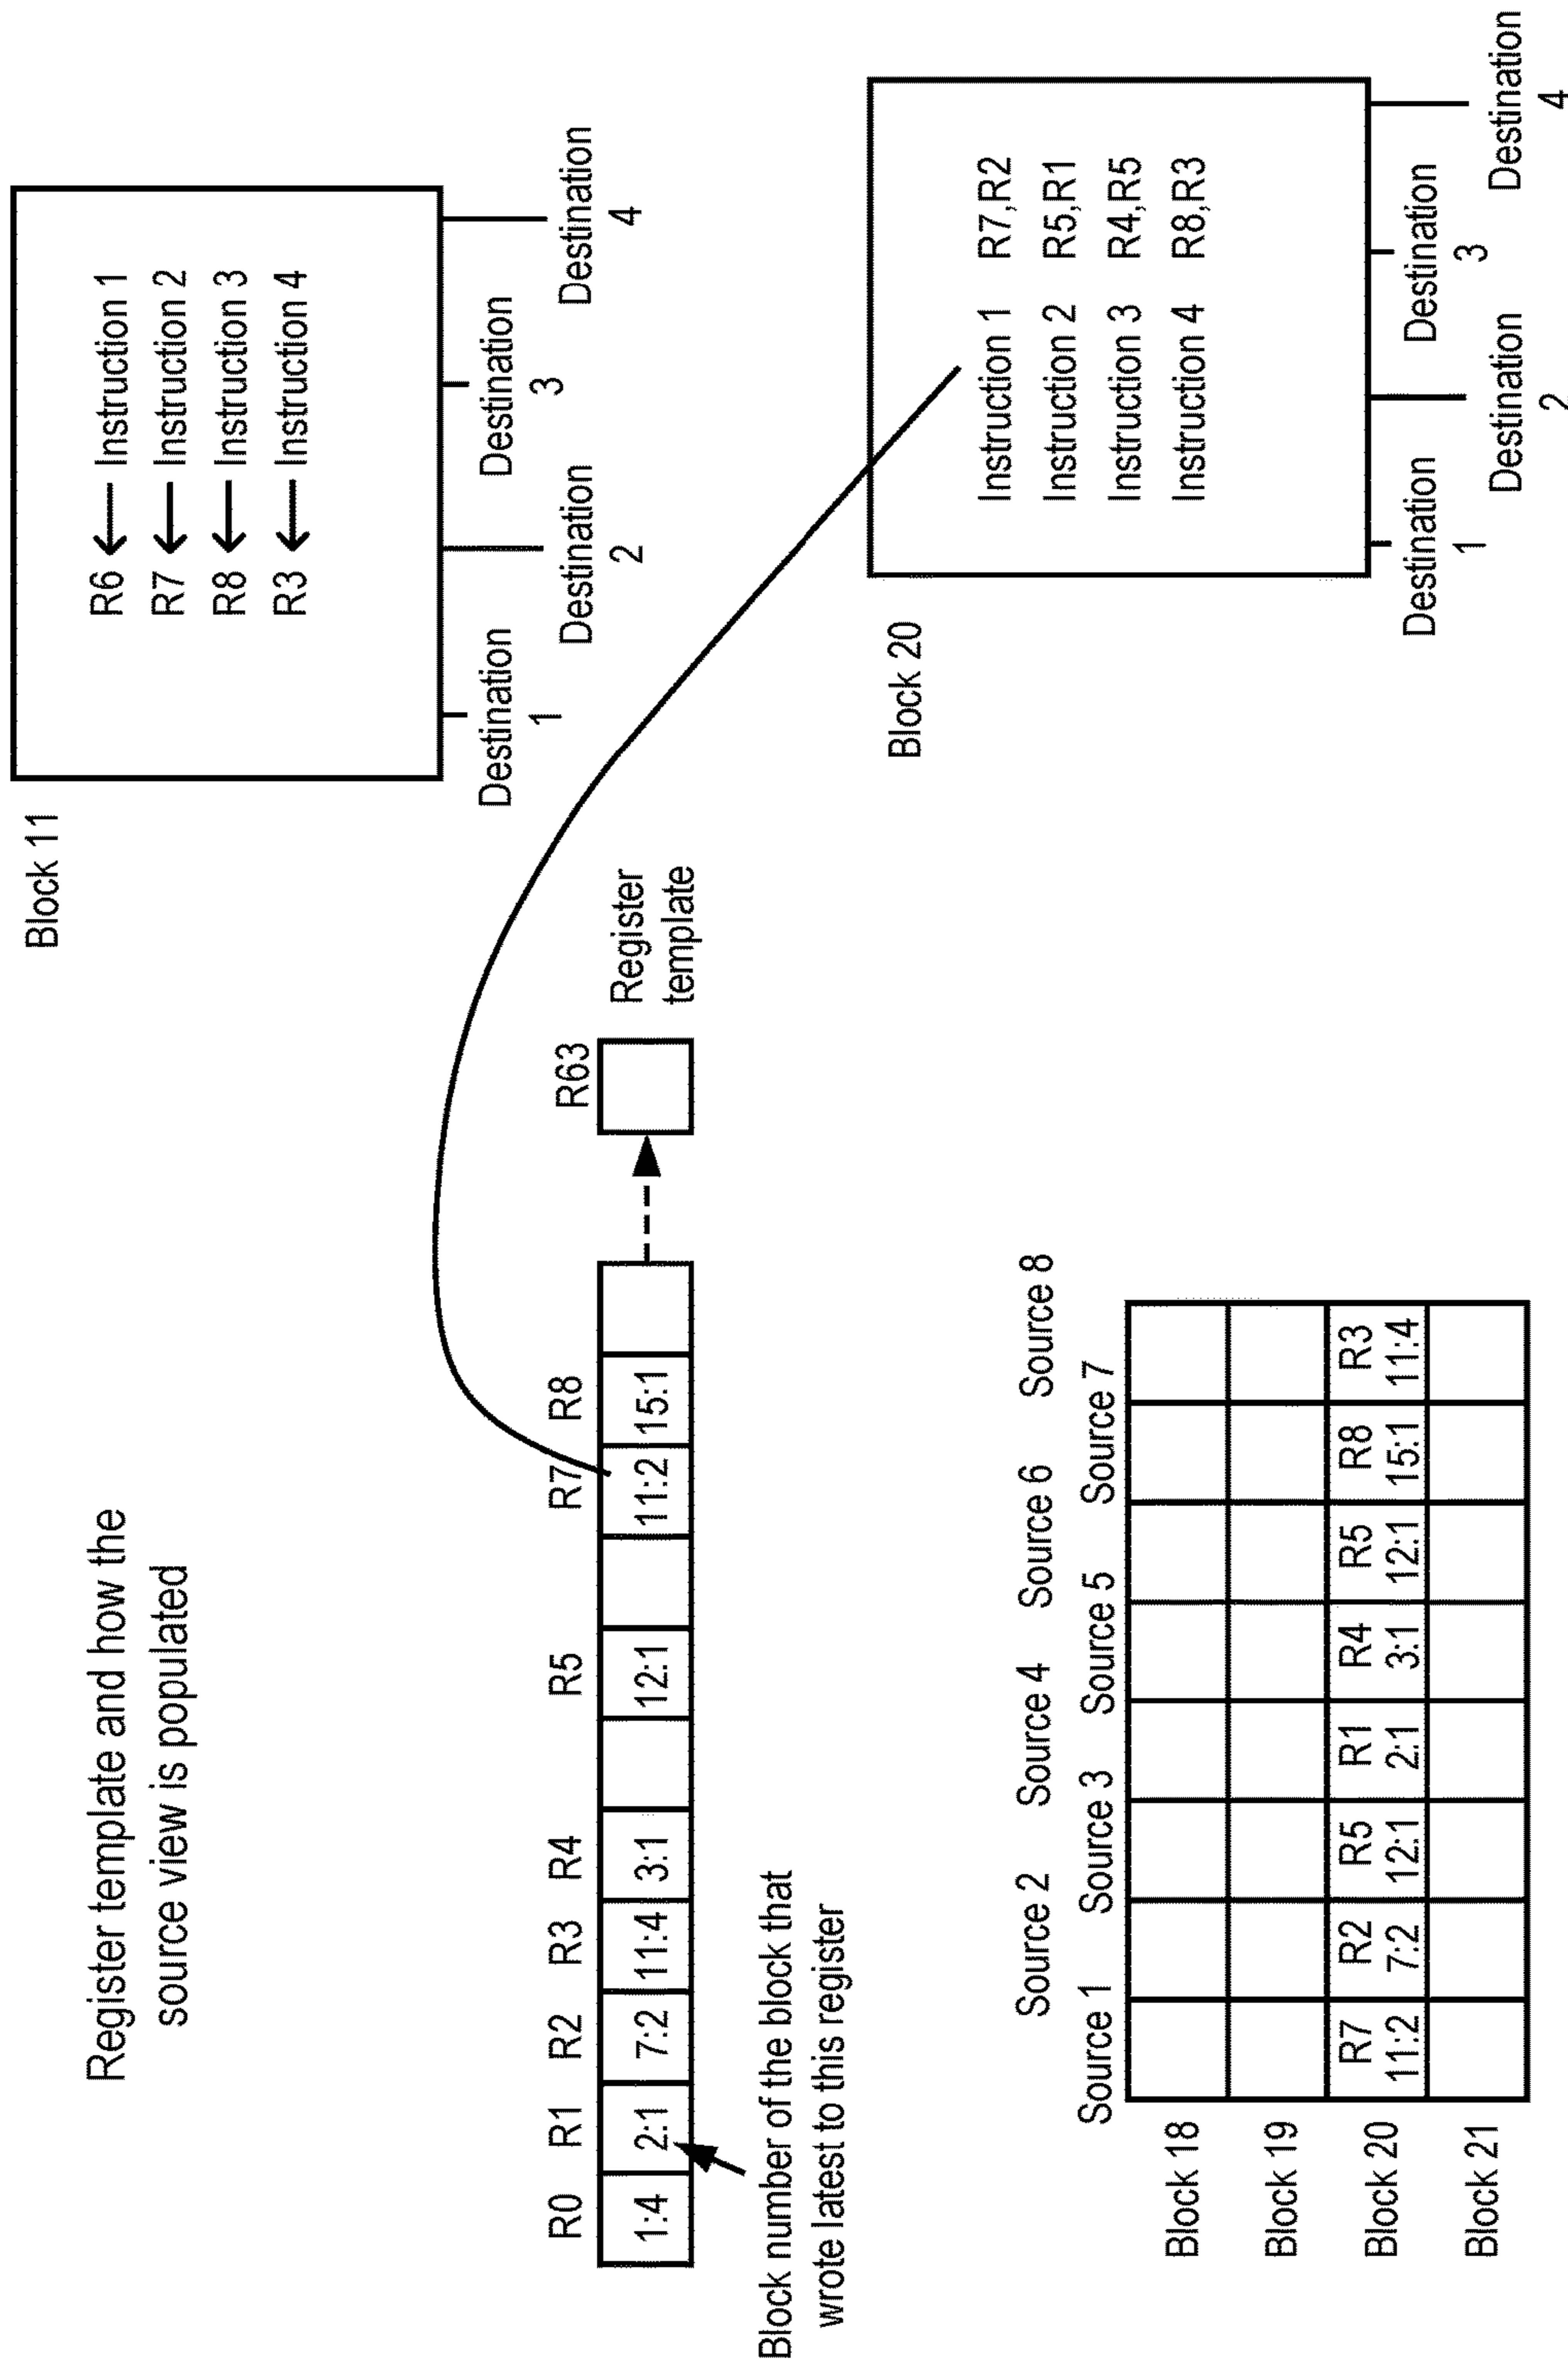 Register template and how the
source view is populated
Block 11
R6 Instruction 1
R7 Instruction 2
R8 Instruction 3
R3 Instruction 4
Destination
1
Destination
2
Destination
3
Destination
4
R0 R1 R2 R3 R4 R5 R7 R8 R63
1:4 2:1 7:2 11:4 3:1 12:1 11:2 15:1
Register
template
Block number of the block that
wrote latest to this register
Block 20
Instruction 1 R7,R2
Instruction 2 R5,R1
Instruction 3 R4,R5
Instruction 4 R8,R3
Destination
1
Destination
2
Destination
3
Destination
4
Source 2 Source 4 Source 6 Source 8
Source 1 Source 3 Source 5 Source 7
Block 18
Block 19
Block 20 R7 R2 R5 R1 R4 R5 R8 R3
11:2 7:2 12:1 2:1 3:1 12:1 15:1 11:4
Block 21